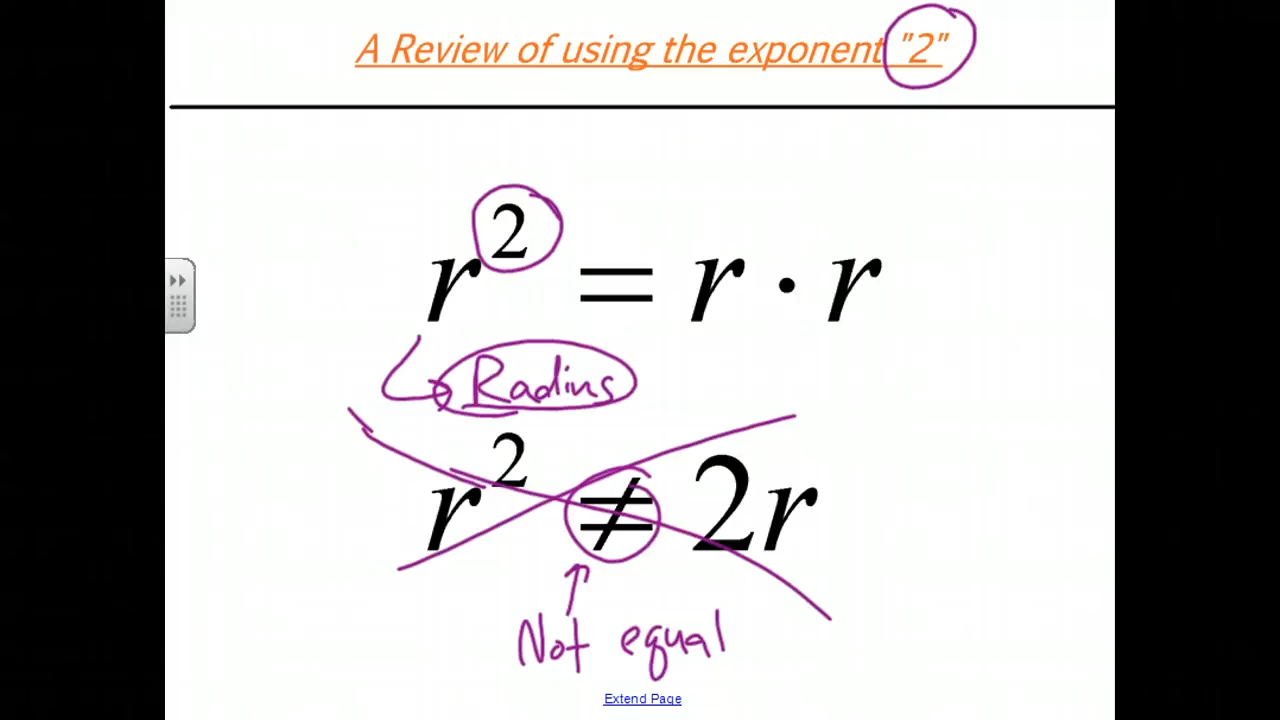 A Review of using the exponent "2"
r² = r · r
Radius
r² ≠ 2r
Not equal
Extend Page